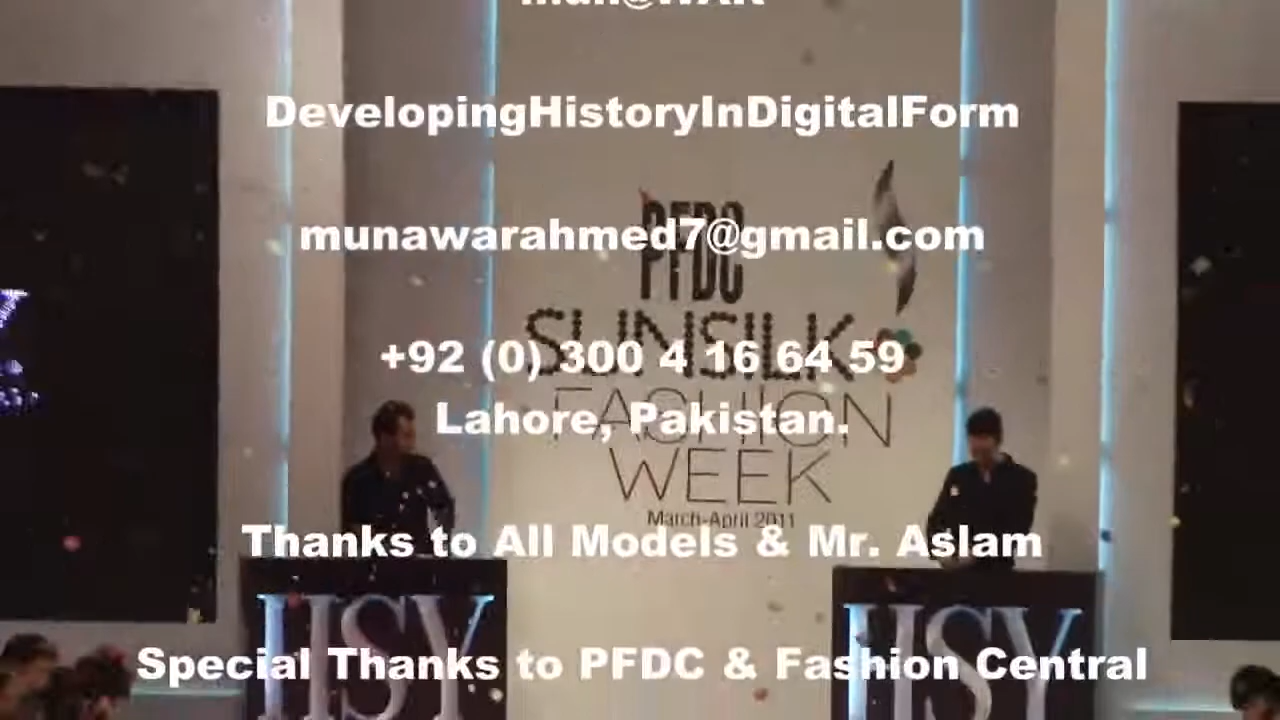 DevelopingHistoryInDigitalForm
munawarahmed7@gmail.com
PFDC
SUNSILK
+92 (0) 300 4 16 64 59
FASHION
Lahore, Pakistan.
WEEK
March-April 2011
Thanks to All Models & Mr. Aslam
HSY
HSY
Special Thanks to PFDC & Fashion Central